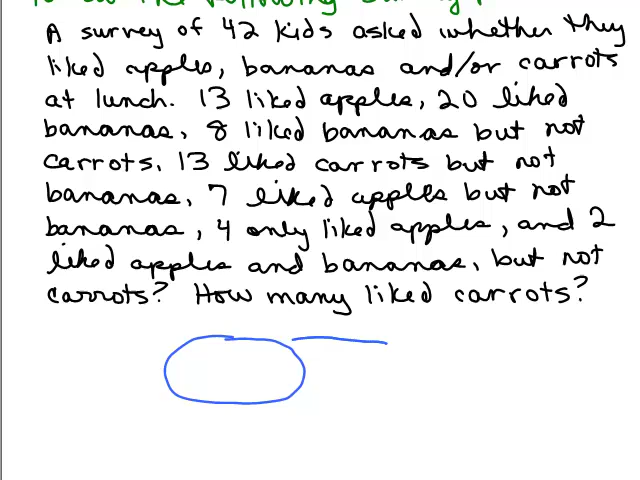 A survey of 42 kids asked whether they
liked apples, bananas and/or carrots
at lunch. 13 liked apples, 20 liked
bananas, 8 liked bananas but not
carrots, 13 liked carrots but not
bananas, 7 liked apples but not
bananas, 4 only liked apples, and 2
liked apples and bananas, but not
carrots? How many liked carrots?